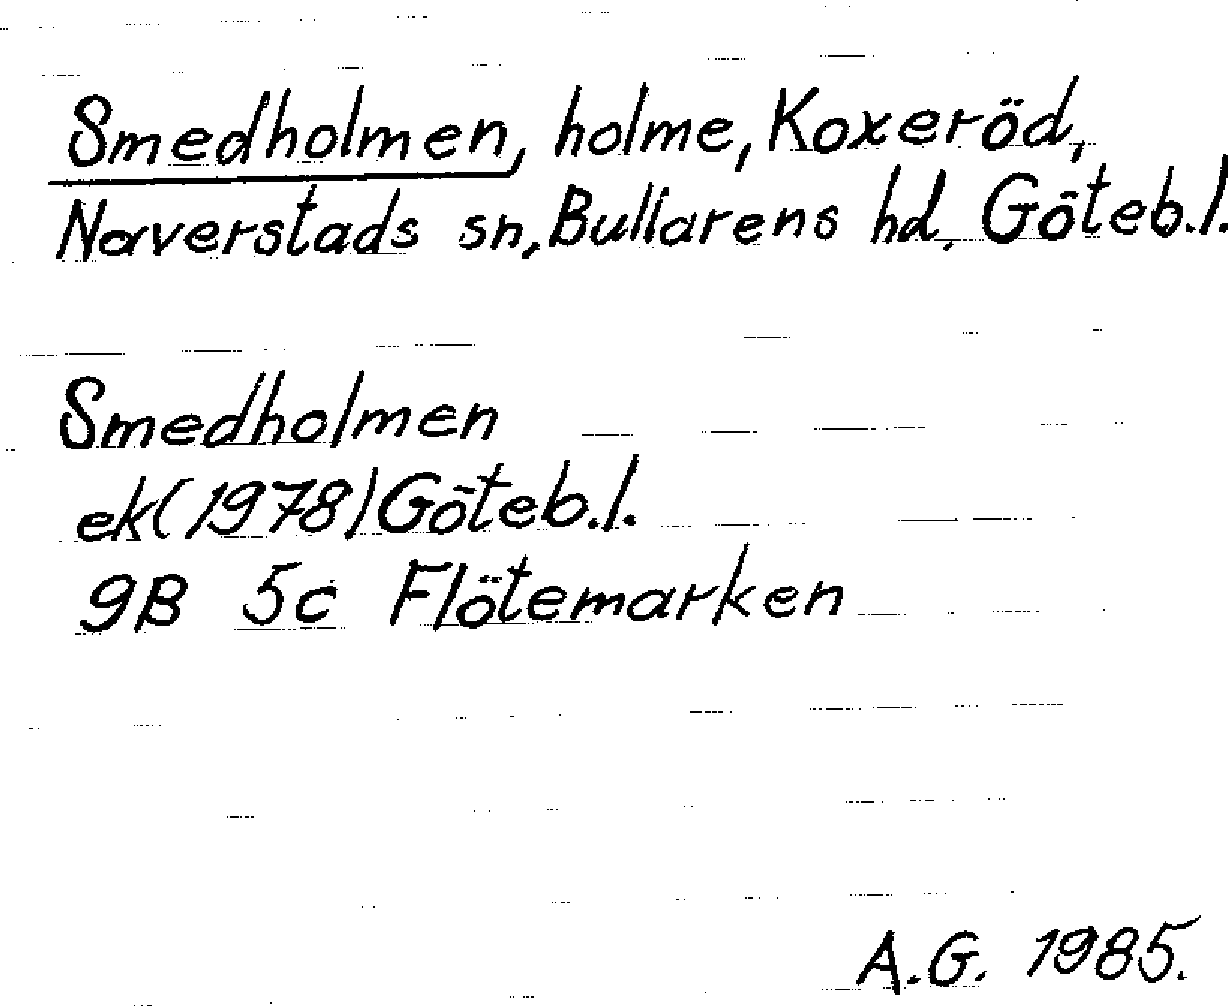 Smedholmen, holme, Koxeröd,
Naverstads sn, Bullarens hd, Göteb.l.
Smedholmen
ek (1978) Göteb.l.
9B 5c Flötemarken
A.G. 1985.